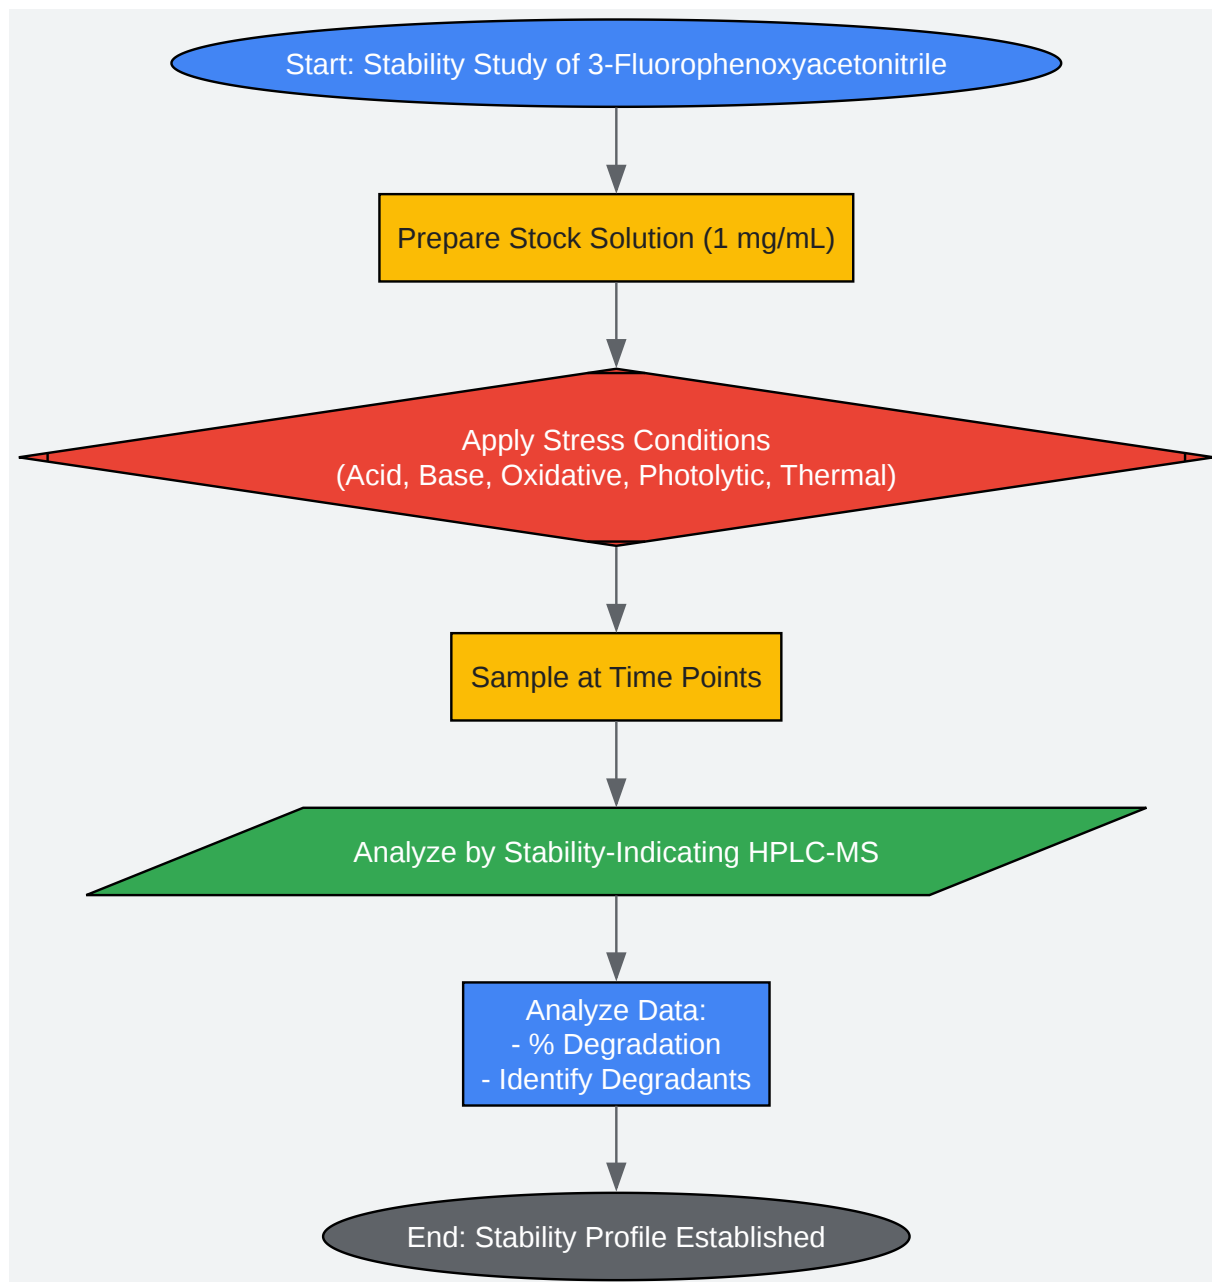 Start: Stability Study of 3-Fluorophenoxyacetonitrile
Prepare Stock Solution (1 mg/mL)
Apply Stress Conditions
(Acid, Base, Oxidative, Photolytic, Thermal)
Sample at Time Points
Analyze by Stability-Indicating HPLC-MS
Analyze Data:
- % Degradation
- Identify Degradants
End: Stability Profile Established